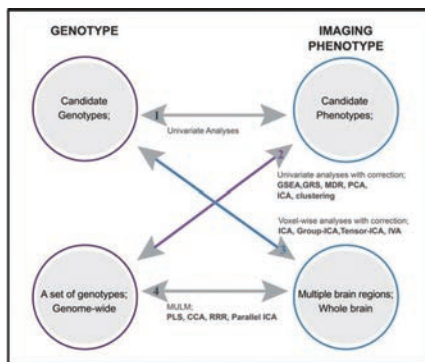 GENOTYPE
IMAGING
PHENOTYPE
Candidate
Genotypes;
1
Univariate Analyses
Candidate
Phenotypes;
2
Univariate analyses with correction;
GSEA,GRS, MDR, PCA,
ICA, clustering
Voxel-wise analyses with correction;
ICA, Group-ICA,Tensor-ICA, IVA
3
A set of genotypes;
Genome-wide
4
MULM;
PLS, CCA, RRR, Parallel ICA
Multiple brain regions;
Whole brain